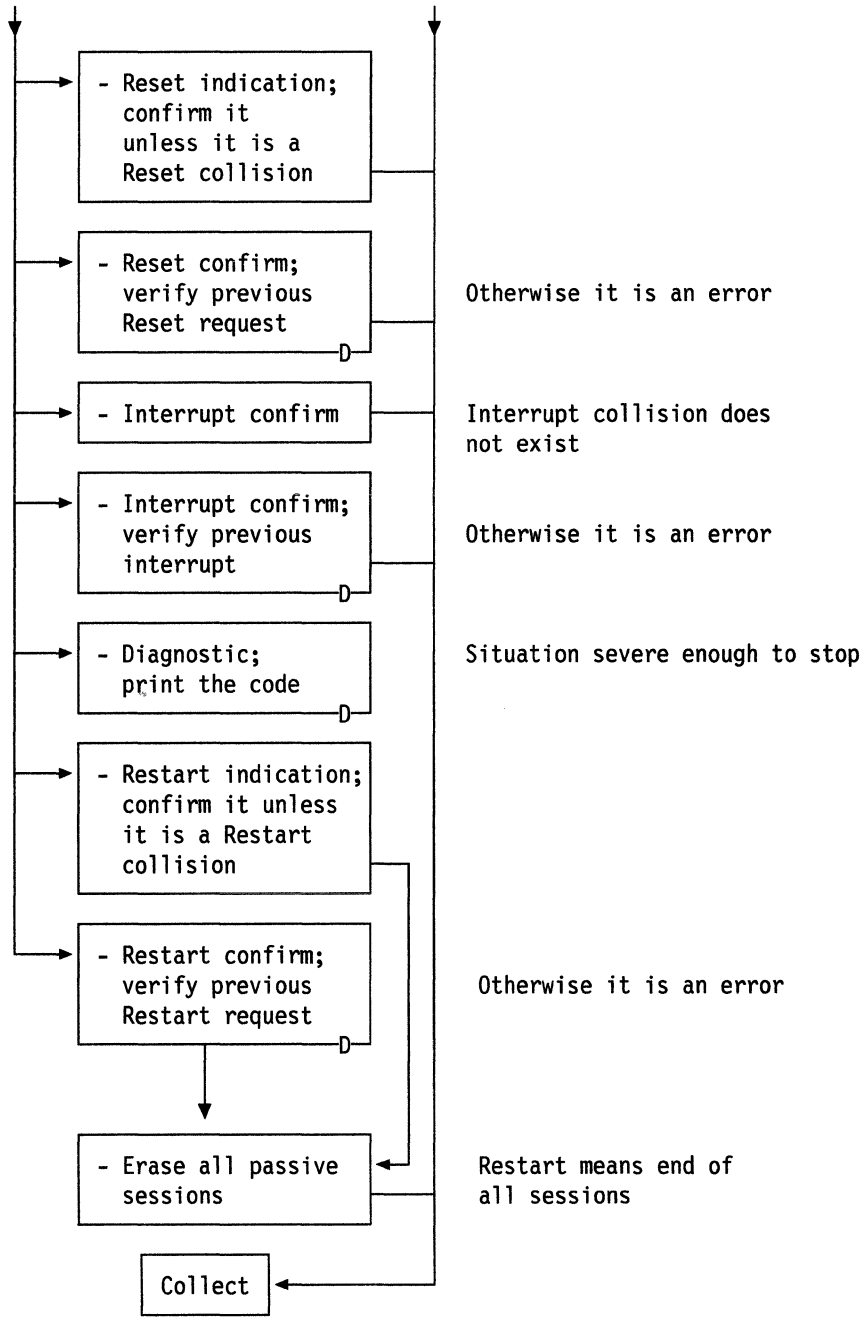 - Reset indication;
confirm it
unless it is a
Reset collision
- Reset confirm;
verify previous
Reset request
D
Otherwise it is an error
- Interrupt confirm
Interrupt collision does
not exist
- Interrupt confirm;
verify previous
interrupt
D
Otherwise it is an error
- Diagnostic;
print the code
D
Situation severe enough to stop
- Restart indication;
confirm it unless
it is a Restart
collision
- Restart confirm;
verify previous
Restart request
D
Otherwise it is an error
- Erase all passive
sessions
Restart means end of
all sessions
Collect